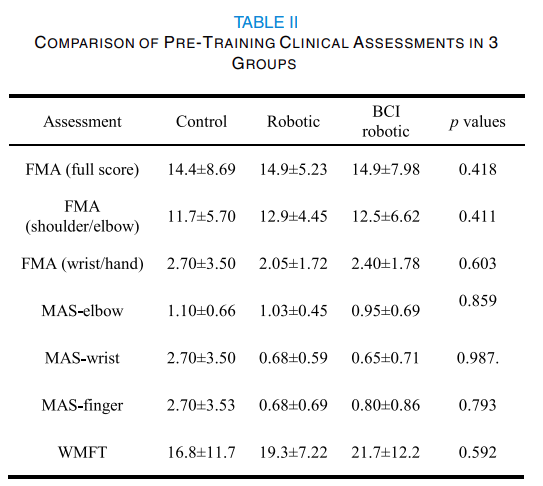 TABLE II
COMPARISON OF PRE-TRAINING CLINICAL ASSESSMENTS IN 3
GROUPS
Assessment Control Robotic BCI robotic p values
FMA (full score) 14.4±8.69 14.9±5.23 14.9±7.98 0.418
FMA (shoulder/elbow) 11.7±5.70 12.9±4.45 12.5±6.62 0.411
FMA (wrist/hand) 2.70±3.50 2.05±1.72 2.40±1.78 0.603
MAS-elbow 1.10±0.66 1.03±0.45 0.95±0.69 0.859
MAS-wrist 2.70±3.50 0.68±0.59 0.65±0.71 0.987.
MAS-finger 2.70±3.53 0.68±0.69 0.80±0.86 0.793
WMFT 16.8±11.7 19.3±7.22 21.7±12.2 0.592